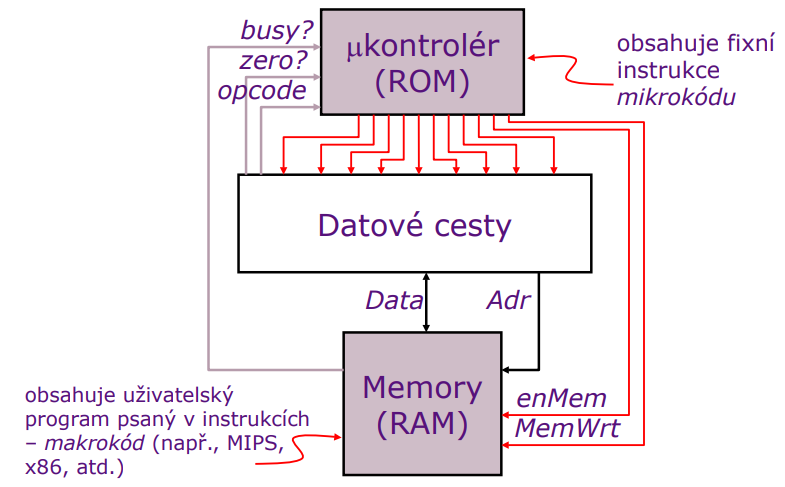 busy?
zero?
opcode
μkontrolér
(ROM)
obsahuje fixní
instrukce
mikrokódu
Datové cesty
Data
Adr
Memory
(RAM)
enMem
MemWrt
obsahuje uživatelský
program psaný v instrukcích
– makrokód (např., MIPS,
x86, atd.)